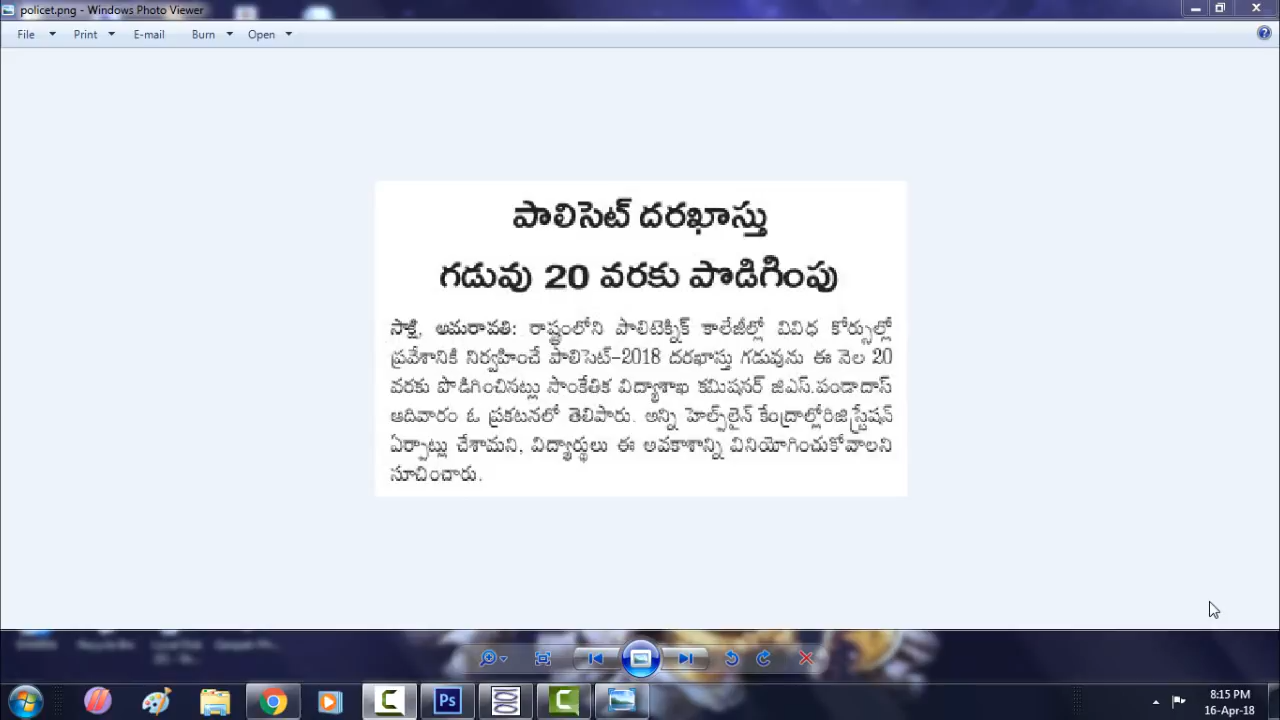 policet.png - Windows Photo Viewer
File Print E-mail Burn Open
పాలిసెట్ దరఖాస్తు
గడువు 20 వరకు పొడిగింపు
సాక్షి, అమరావతి: రాష్ట్రంలోని పాలిటెక్నిక్ కాలేజీల్లో వివిధ కోర్సుల్లో
ప్రవేశానికి నిర్వహించే పాలిసెట్-2018 దరఖాస్తు గడువును ఈ నెల 20
వరకు పొడిగించినట్లు సాంకేతిక విద్యాశాఖ కమిషనర్ జిఎస్.పండాదాస్
ఆదివారం ఓ ప్రకటనలో తెలిపారు. అన్ని హెల్ప్‌లైన్ కేంద్రాల్లోరిజిస్ట్రేషన్
ఏర్పాట్లు చేశామని, విద్యార్థులు ఈ అవకాశాన్ని వినియోగించుకోవాలని
సూచించారు.
Ps
8:15 PM
16-Apr-18